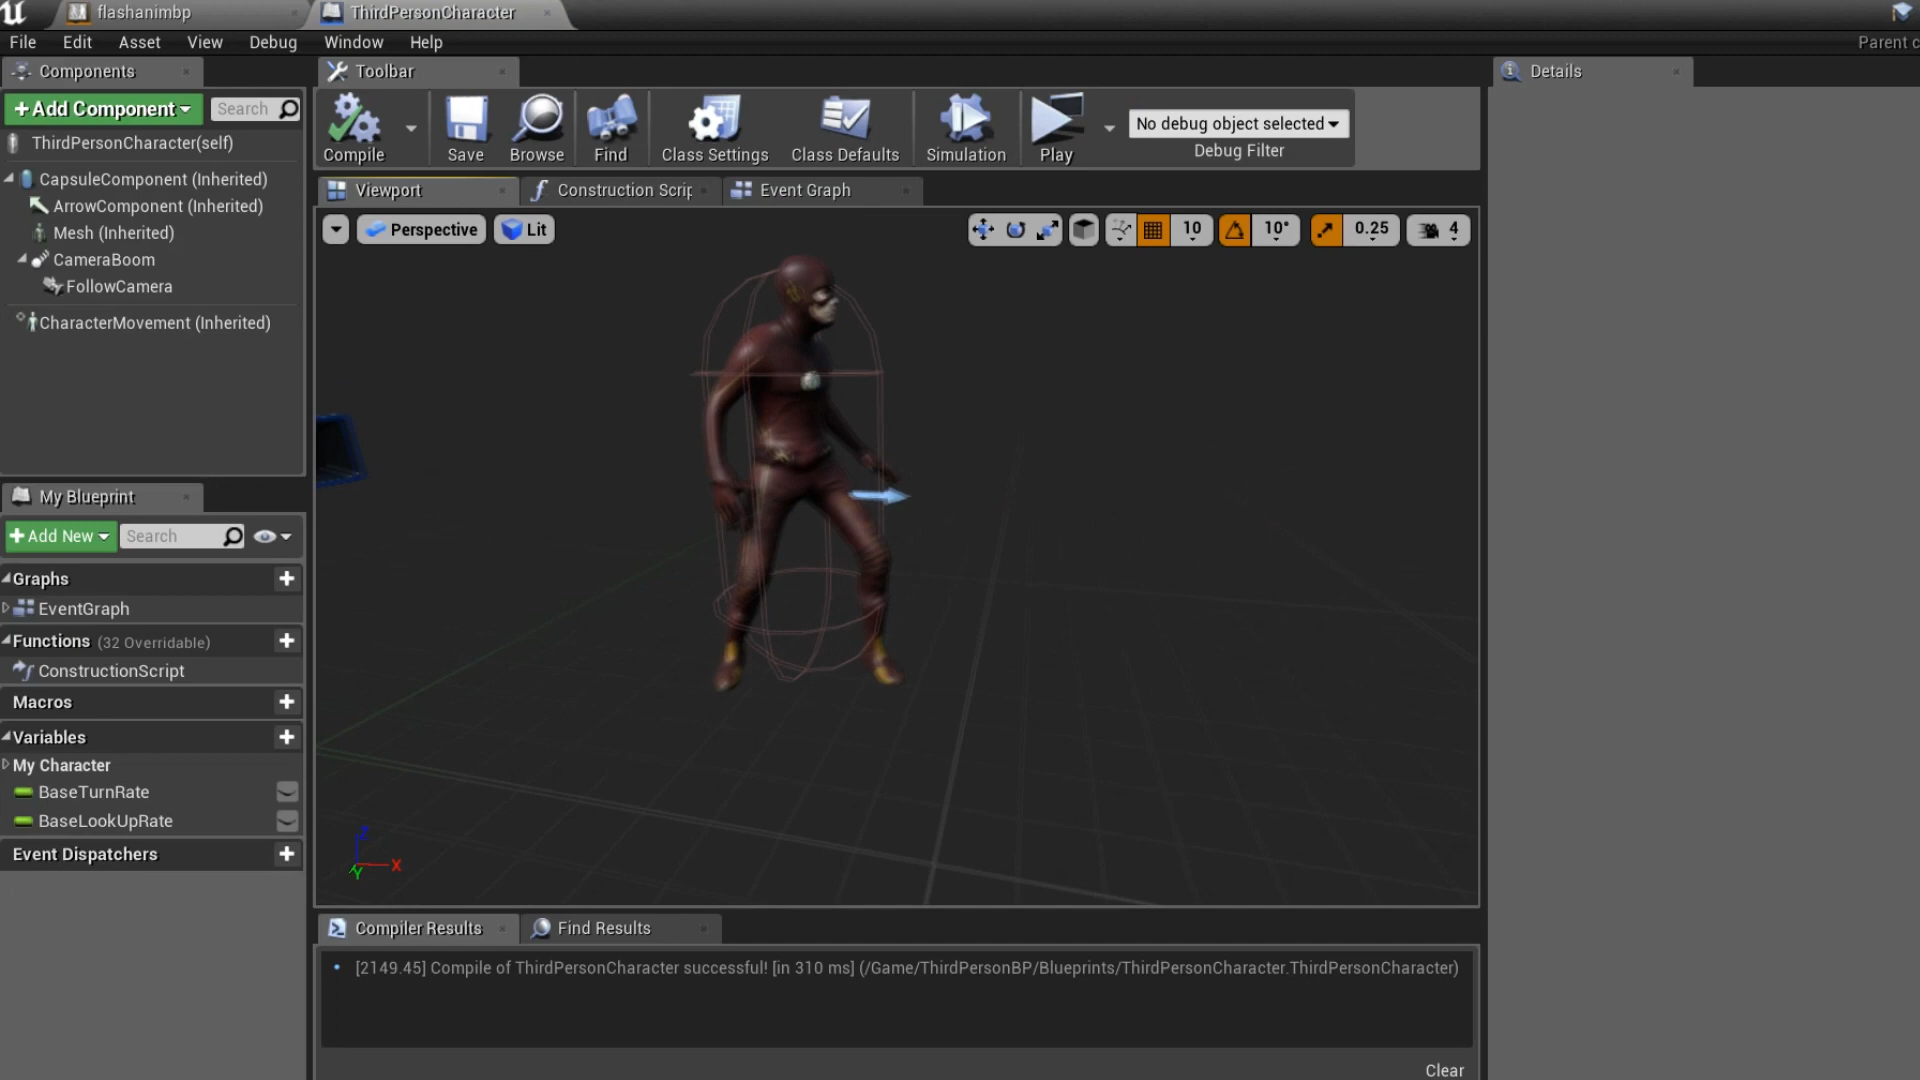 flashanimbp
ThirdPersonCharacter
File Edit Asset View Debug Window Help
Parent c
Components
Add Component
Search
ThirdPersonCharacter(self)
CapsuleComponent (Inherited)
ArrowComponent (Inherited)
Mesh (Inherited)
CameraBoom
FollowCamera
CharacterMovement (Inherited)
My Blueprint
Add New
Search
Graphs
EventGraph
Functions (32 Overridable)
ConstructionScript
Macros
Variables
My Character
BaseTurnRate
BaseLookUpRate
Event Dispatchers
Toolbar
Compile
Save
Browse
Find
Class Settings
Class Defaults
Simulation
Play
No debug object selected
Debug Filter
Viewport
Construction Scrip
Event Graph
Perspective
Lit
10
10°
0.25
4
Z
X
Y
Compiler Results
Find Results
[2149.45] Compile of ThirdPersonCharacter successful! [in 310 ms] (/Game/ThirdPersonBP/Blueprints/ThirdPersonCharacter.ThirdPersonCharacter)
Clear
Details